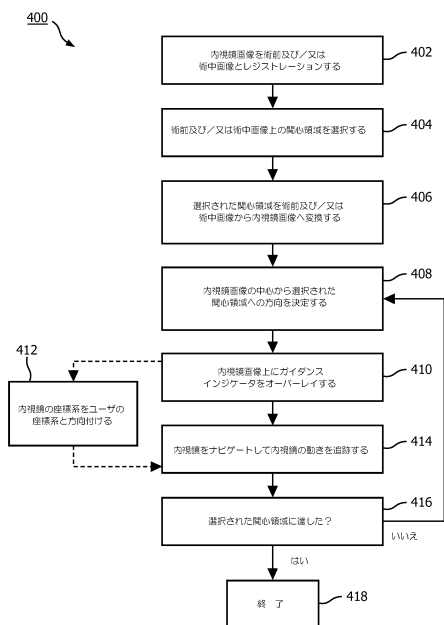 400
内視鏡画像を術前及び／又は
術中画像とレジストレーションする
402
術前及び／又は術中画像上の関心領域を選択する
404
選択された関心領域を術前及び／又は
術中画像から内視鏡画像へ変換する
406
内視鏡画像の中心から選択された
関心領域への方向を決定する
408
内視鏡画像上にガイダンス
インジケータをオーバーレイする
410
412
内視鏡の座標系をユーザの
座標系と方向付ける
内視鏡をナビゲートして内視鏡の動きを追跡する
414
選択された関心領域に達した？
416
いいえ
はい
終 了
418